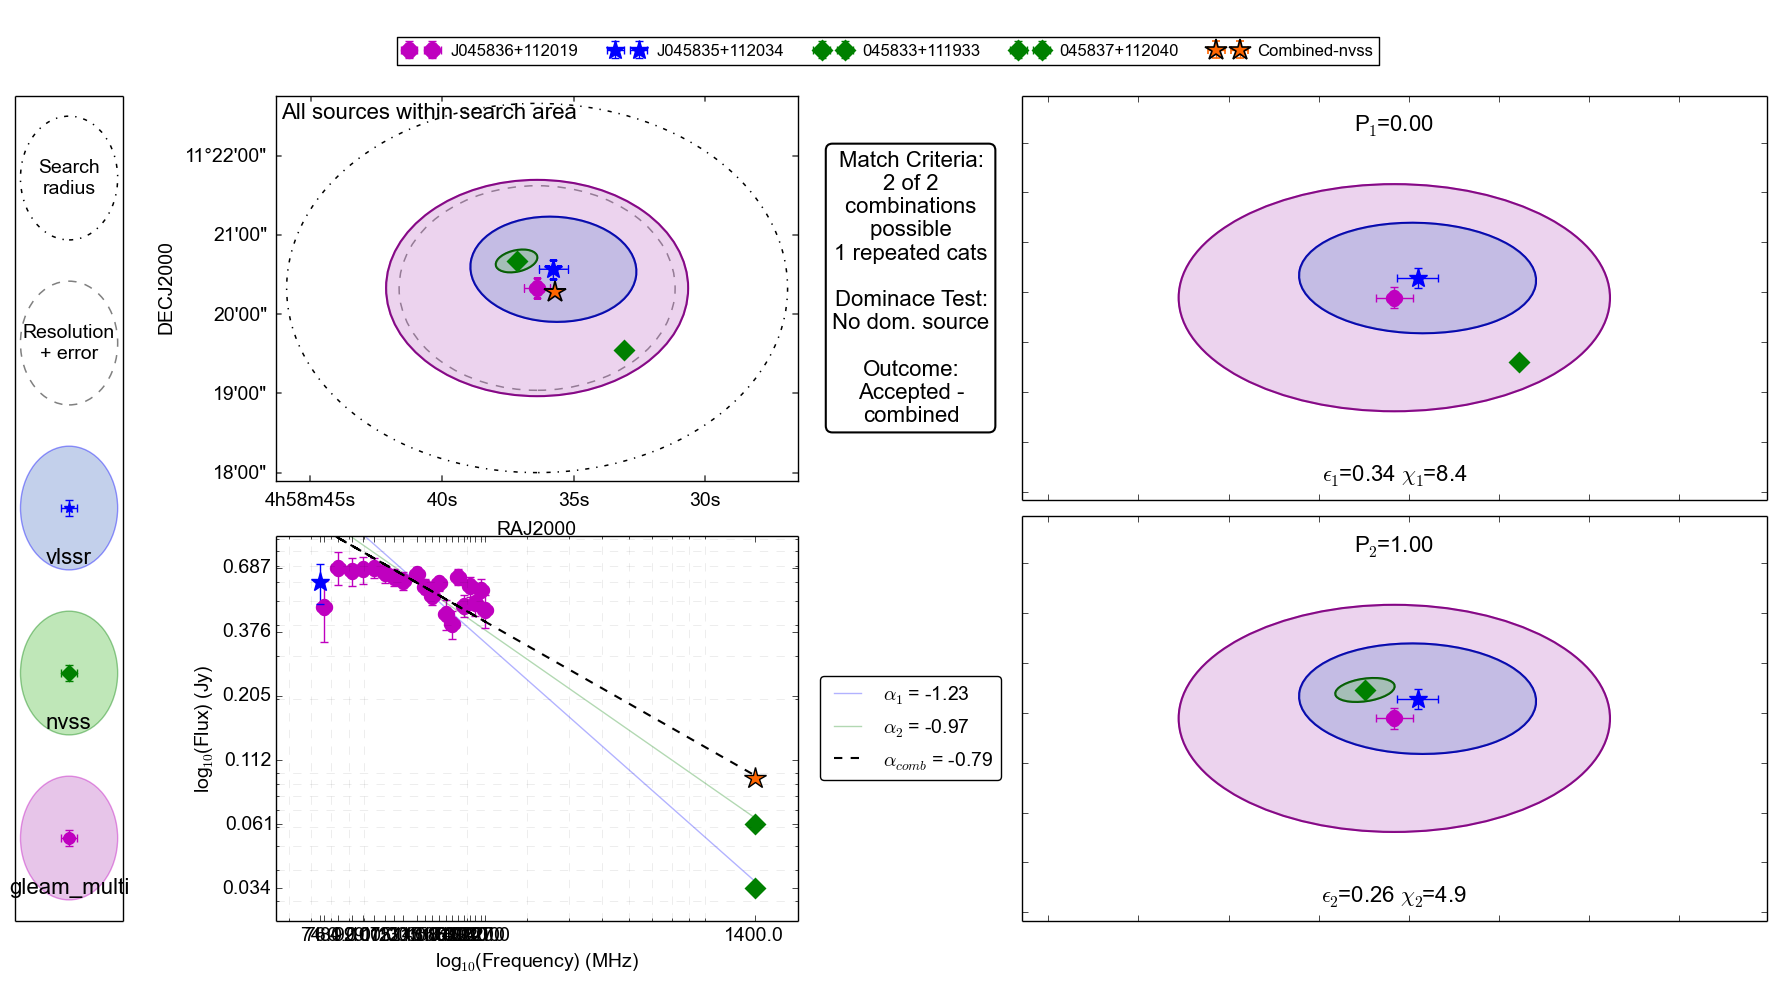 J045836+112019 J045835+112034 045833+111933 045837+112040 Combined-nvss
Search
radius
Resolution
+ error
vlssr
nvss
gleam_multi
All sources within search area
DECJ2000
11°22'00"
21'00"
20'00"
19'00"
18'00"
4h58m45s 40s 35s 30s
RAJ2000
Match Criteria:
2 of 2
combinations
possible
1 repeated cats
Dominace Test:
No dom. source
Outcome:
Accepted -
combined
P1=0.00
ϵ1=0.34 χ1=8.4
log10(Flux) (Jy)
0.687
0.376
0.205
0.112
0.061
0.034
1400.0
log10(Frequency) (MHz)
α1 = -1.23
α2 = -0.97
αcomb = -0.79
P2=1.00
ϵ2=0.26 χ2=4.9